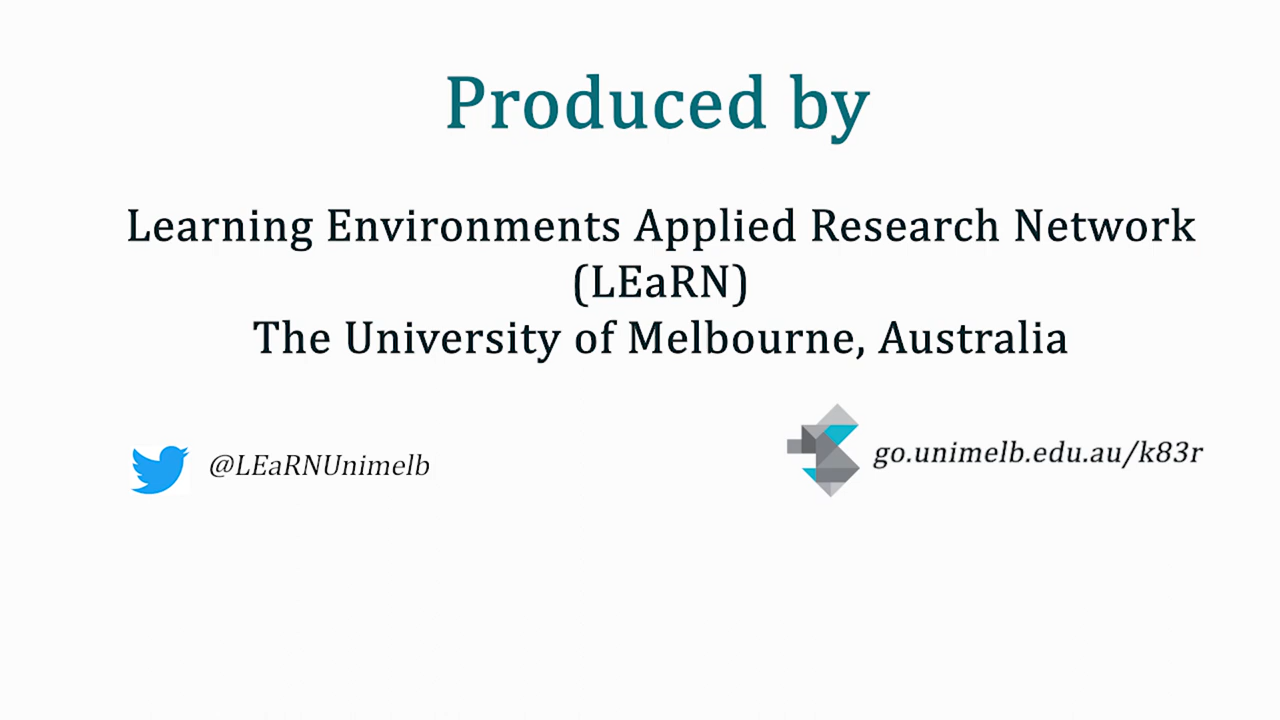 Produced by
Learning Environments Applied Research Network
(LEaRN)
The University of Melbourne, Australia
@LEaRNUnimelb
go.unimelb.edu.au/k83r